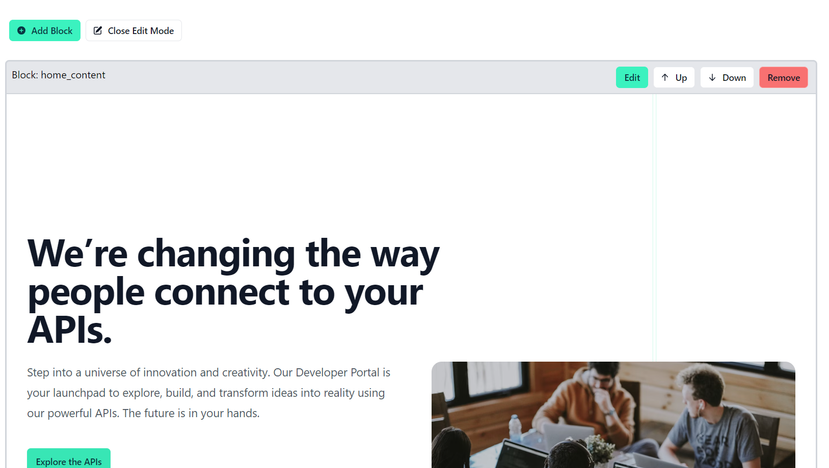 Add Block
Close Edit Mode
Block: home_content
Edit
Up
Down
Remove
We’re changing the way
people connect to your
APIs.
Step into a universe of innovation and creativity. Our Developer Portal is
your launchpad to explore, build, and transform ideas into reality using
our powerful APIs. The future is in your hands.
Explore the APIs